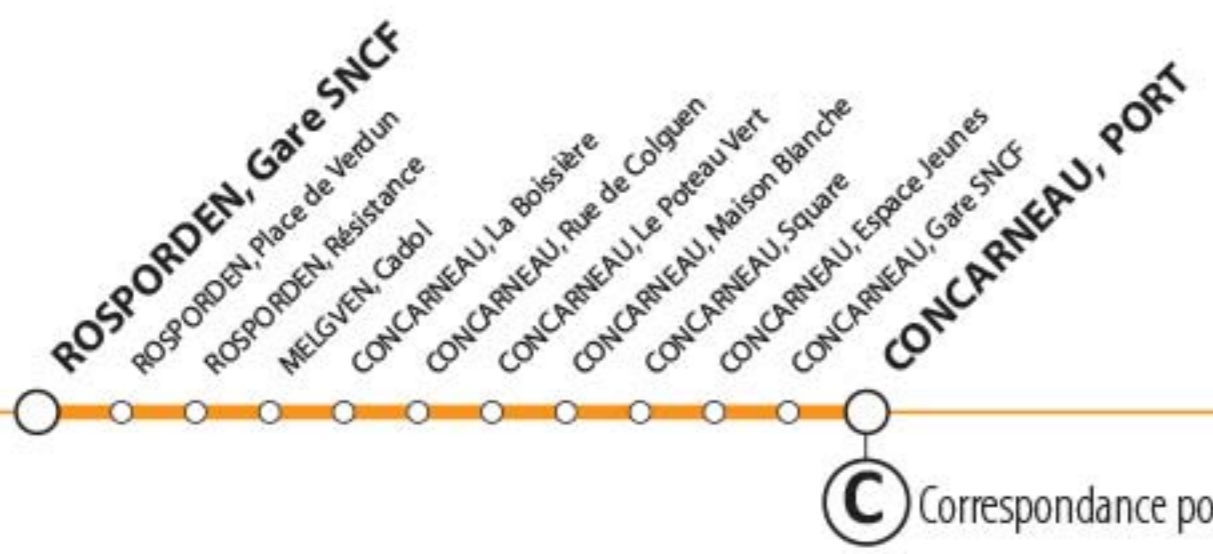 ROSPORDEN, Gare SNCF
ROSPORDEN, Place de Verdun
ROSPORDEN, Résistance
MELGVEN, Cadol
CONCARNEAU, La Boissière
CONCARNEAU, Rue de Colguen
CONCARNEAU, Le Poteau Vert
CONCARNEAU, Maison Blanche
CONCARNEAU, Square
CONCARNEAU, Espace Jeunes
CONCARNEAU, Gare SNCF
CONCARNEAU, PORT
C Correspondance po